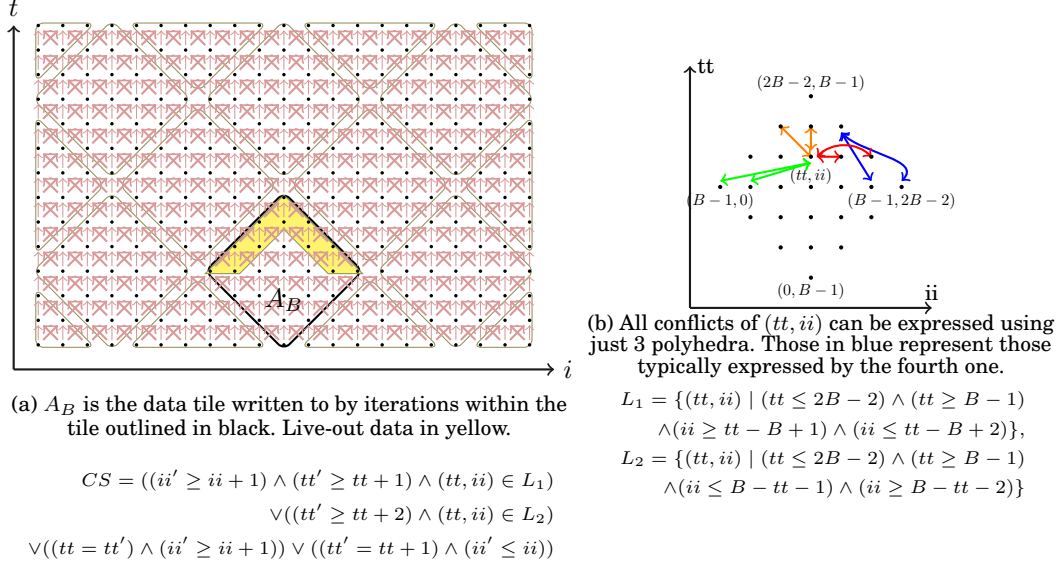 t
A_B
i
(a) A_B is the data tile written to by iterations within the
tile outlined in black. Live-out data in yellow.
CS = ((ii′ ≥ ii + 1) ∧ (tt′ ≥ tt + 1) ∧ (tt, ii) ∈ L_1)
∨((tt′ ≥ tt + 2) ∧ (tt, ii) ∈ L_2)
∨((tt = tt′) ∧ (ii′ ≥ ii + 1)) ∨ ((tt′ = tt + 1) ∧ (ii′ ≤ ii))
tt
(2B − 2, B − 1)
(tt, ii)
(B − 1, 0)
(B − 1, 2B − 2)
(0, B − 1)
ii
(b) All conflicts of (tt, ii) can be expressed using
just 3 polyhedra. Those in blue represent those
typically expressed by the fourth one.
L_1 = {(tt, ii) | (tt ≤ 2B − 2) ∧ (tt ≥ B − 1)
∧(ii ≥ tt − B + 1) ∧ (ii ≤ tt − B + 2)},
L_2 = {(tt, ii) | (tt ≤ 2B − 2) ∧ (tt ≥ B − 1)
∧(ii ≤ B − tt − 1) ∧ (ii ≥ B − tt − 2)}